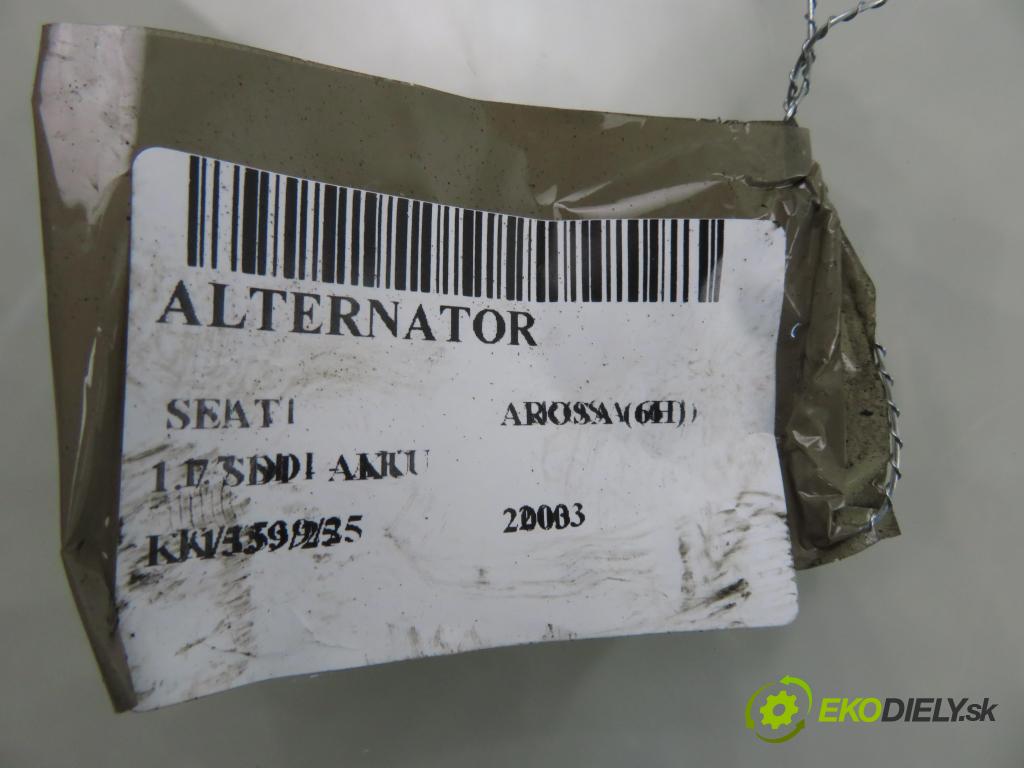 ALTERNATOR
SEAT AROSA (6H)
1.7 SDI AKU
2003
EKODIELY.sk